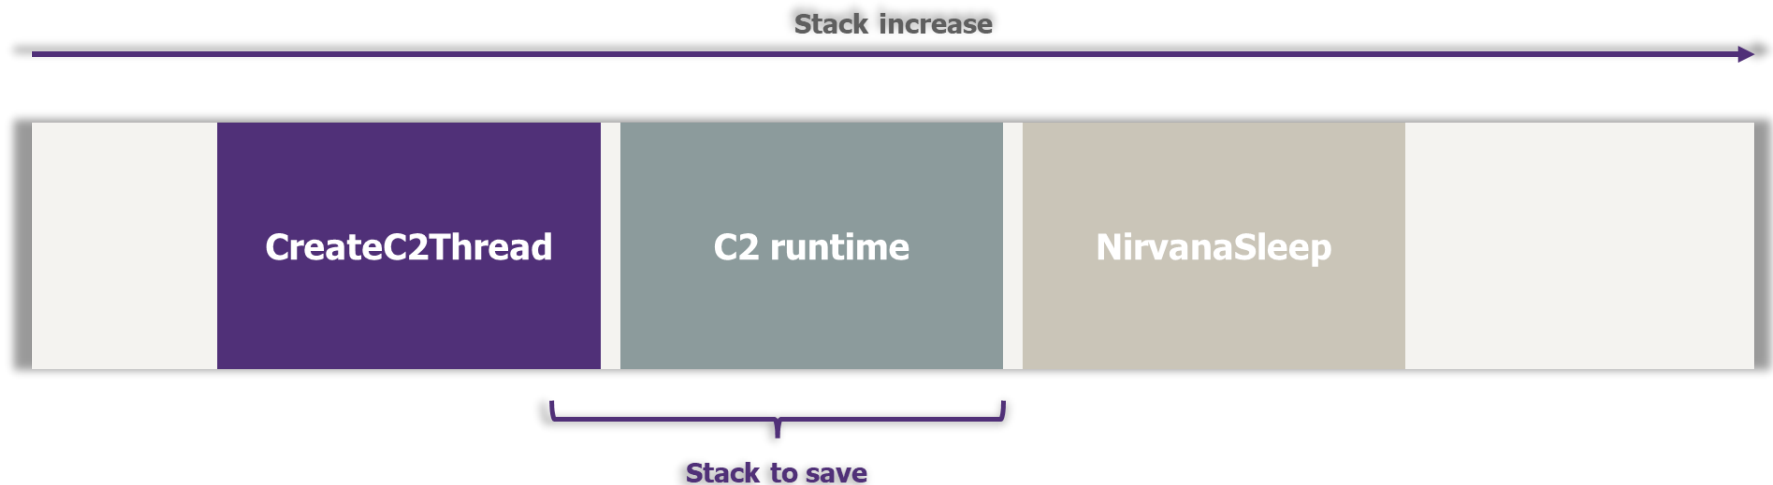 Stack increase
CreateC2Thread
C2 runtime
NirvanaSleep
Stack to save